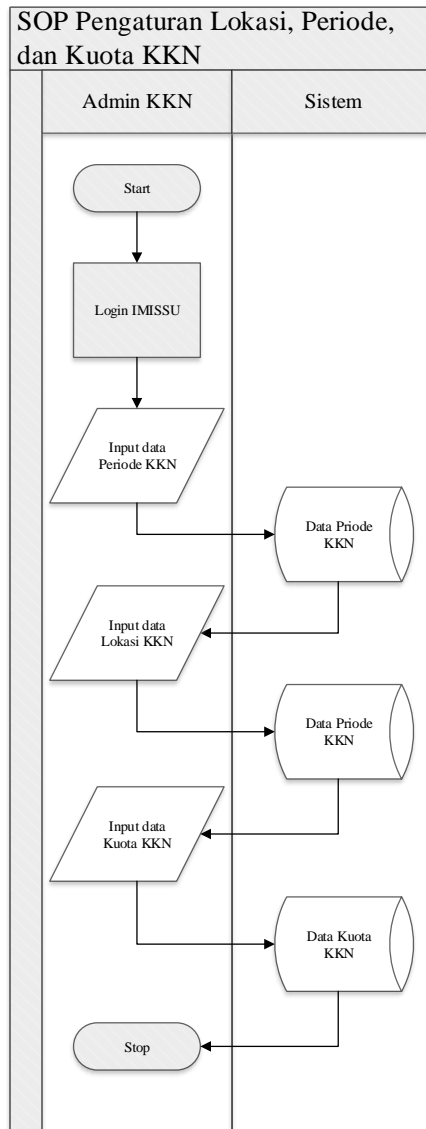 SOP Pengaturan Lokasi, Periode,
dan Kuota KKN
Admin KKN
Sistem
Start
Login IMISSU
Input data
Periode KKN
Data Priode
KKN
Input data
Lokasi KKN
Data Priode
KKN
Input data
Kuota KKN
Data Kuota
KKN
Stop